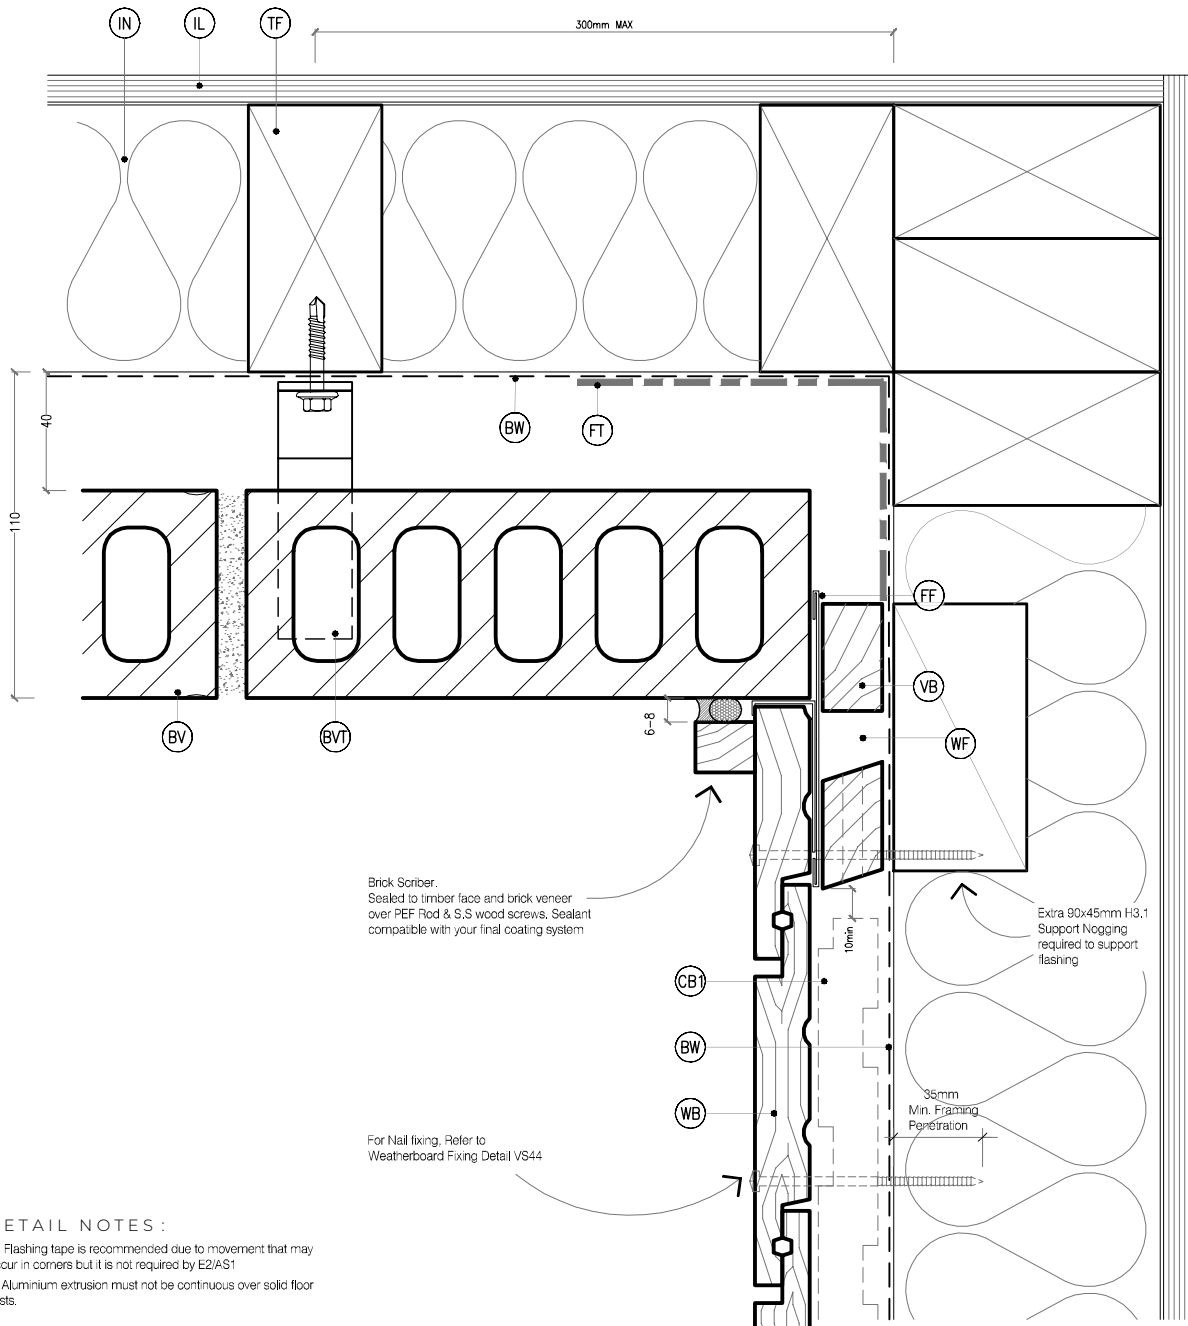 IN
IL
TF
300mm MAX
40
110
BW
FT
FF
VB
WF
BV
BVT
6-8
Brick Scriber.
Sealed to timber face and brick veneer
over PEF Rod & S.S wood screws. Sealant
compatible with your final coating system
Extra 90x45mm H3.1
Support Nogging
required to support
flashing
10min
CB1
BW
WB
35mm
Min. Framing
Penetration
For Nail fixing, Refer to
Weatherboard Fixing Detail VS44
ETAIL NOTES :
Flashing tape is recommended due to movement that may
cur in corners but it is not required by E2/AS1
Aluminium extrusion must not be continuous over solid floor
sts.